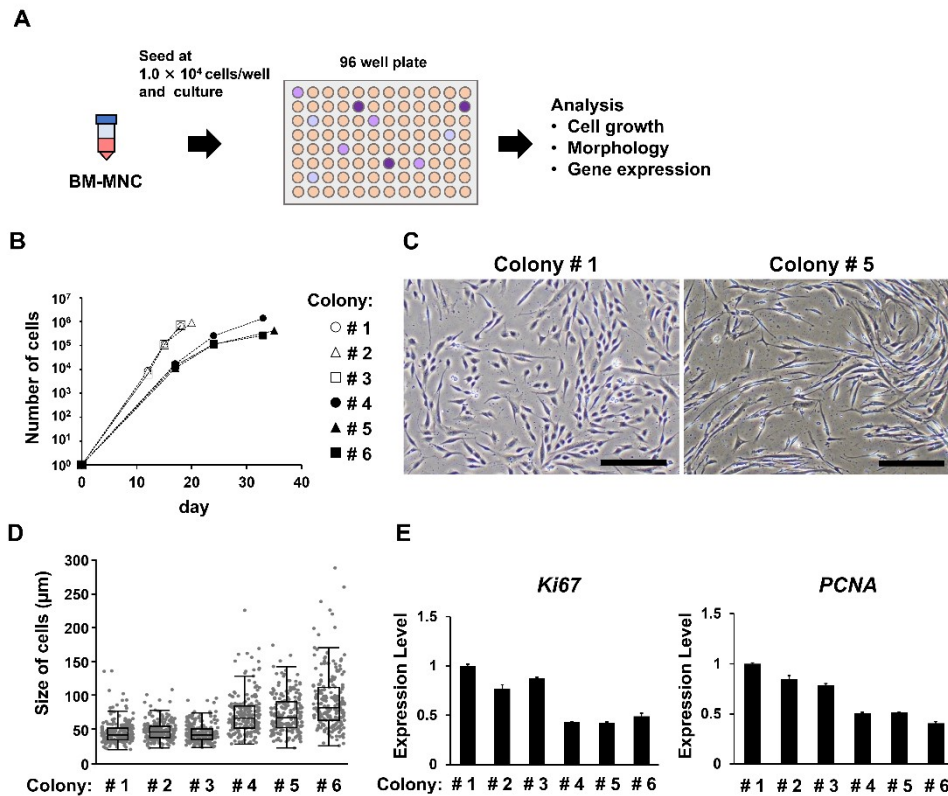 A
Seed at
1.0 × 10⁴ cells/well
and culture
96 well plate
BM-MNC
Analysis
• Cell growth
• Morphology
• Gene expression
B
Number of cells
10⁷
10⁶
10⁵
10⁴
10³
10²
10¹
10⁰
0 10 20 30 40
day
Colony:
# 1
# 2
# 3
# 4
# 5
# 6
C
Colony # 1
Colony # 5
D
Size of cells (μm)
300
250
200
150
100
50
0
Colony: # 1 # 2 # 3 # 4 # 5 # 6
E
Ki67
Expression Level
1.5
1
0.5
0
Colony: # 1 # 2 # 3 # 4 # 5 # 6
PCNA
Expression Level
1.5
1
0.5
0
# 1 # 2 # 3 # 4 # 5 # 6